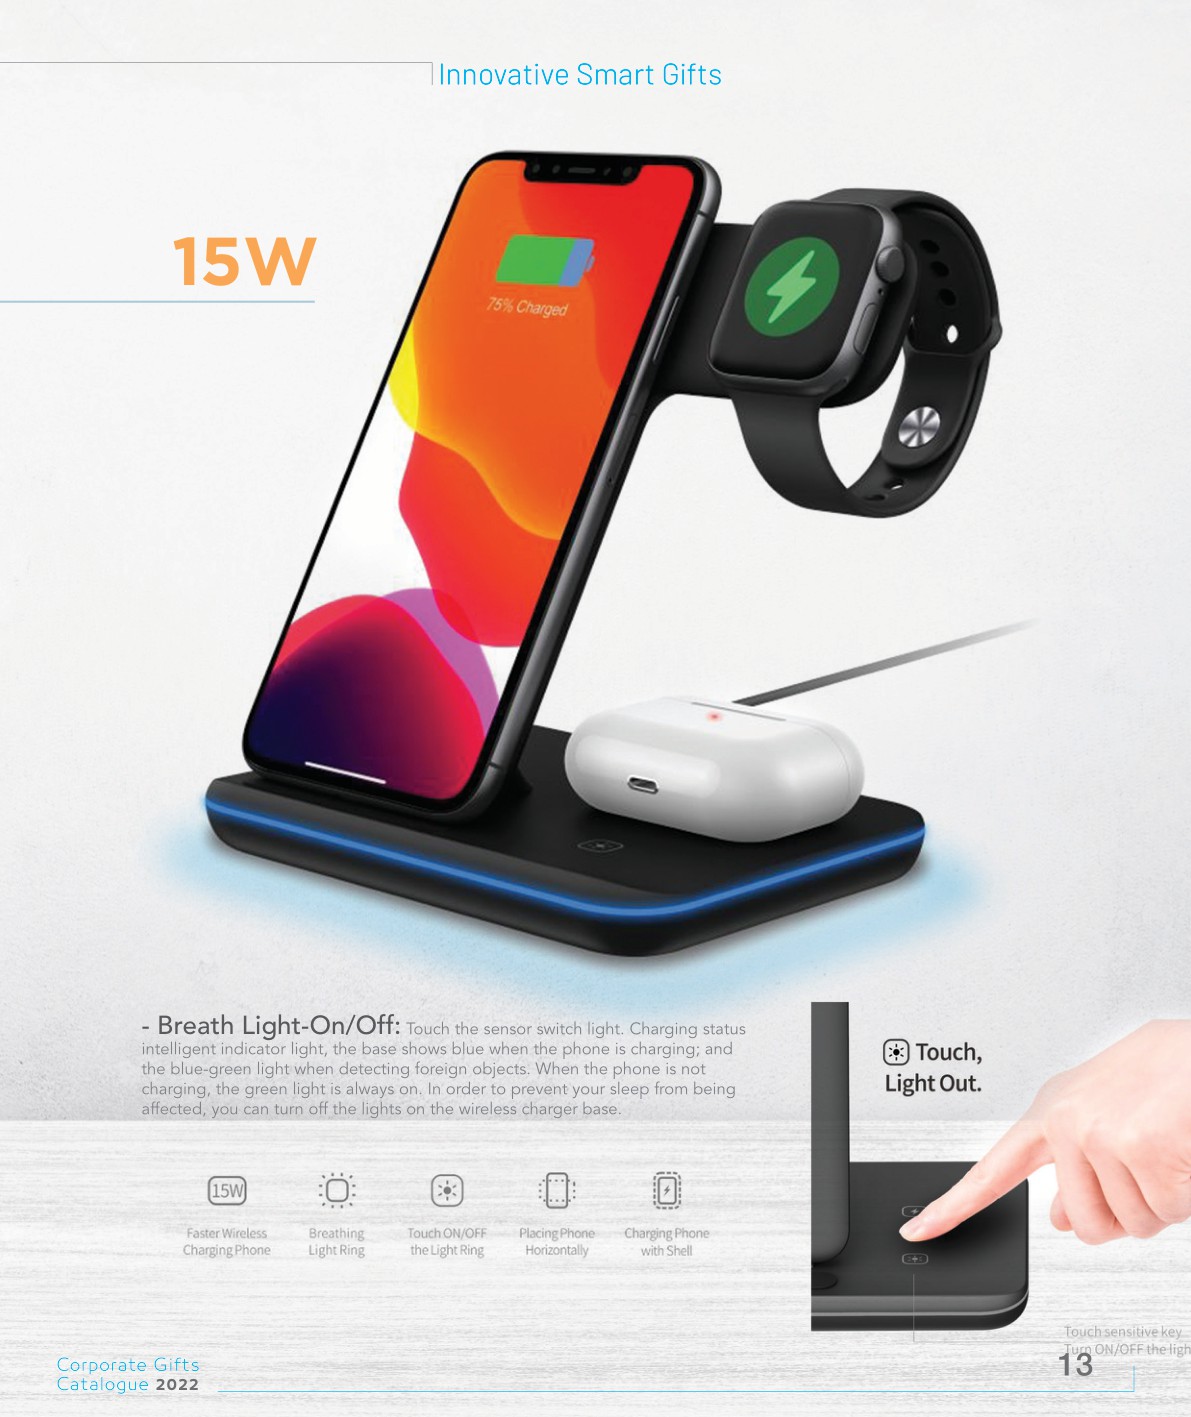 Innovative Smart Gifts
15W
75% Charged
- Breath Light-On/Off: Touch the sensor switch light. Charging status
intelligent indicator light, the base shows blue when the phone is charging; and
the blue-green light when detecting foreign objects. When the phone is not
charging, the green light is always on. In order to prevent your sleep from being
affected, you can turn off the lights on the wireless charger base.
Touch,
Light Out.
15W
Faster Wireless
Charging Phone
Breathing
Light Ring
Touch ON/OFF
the Light Ring
Placing Phone
Horizontally
Charging Phone
with Shell
Touch sensitive key
Turn ON/OFF the ligh
Corporate Gifts
Catalogue 2022
13